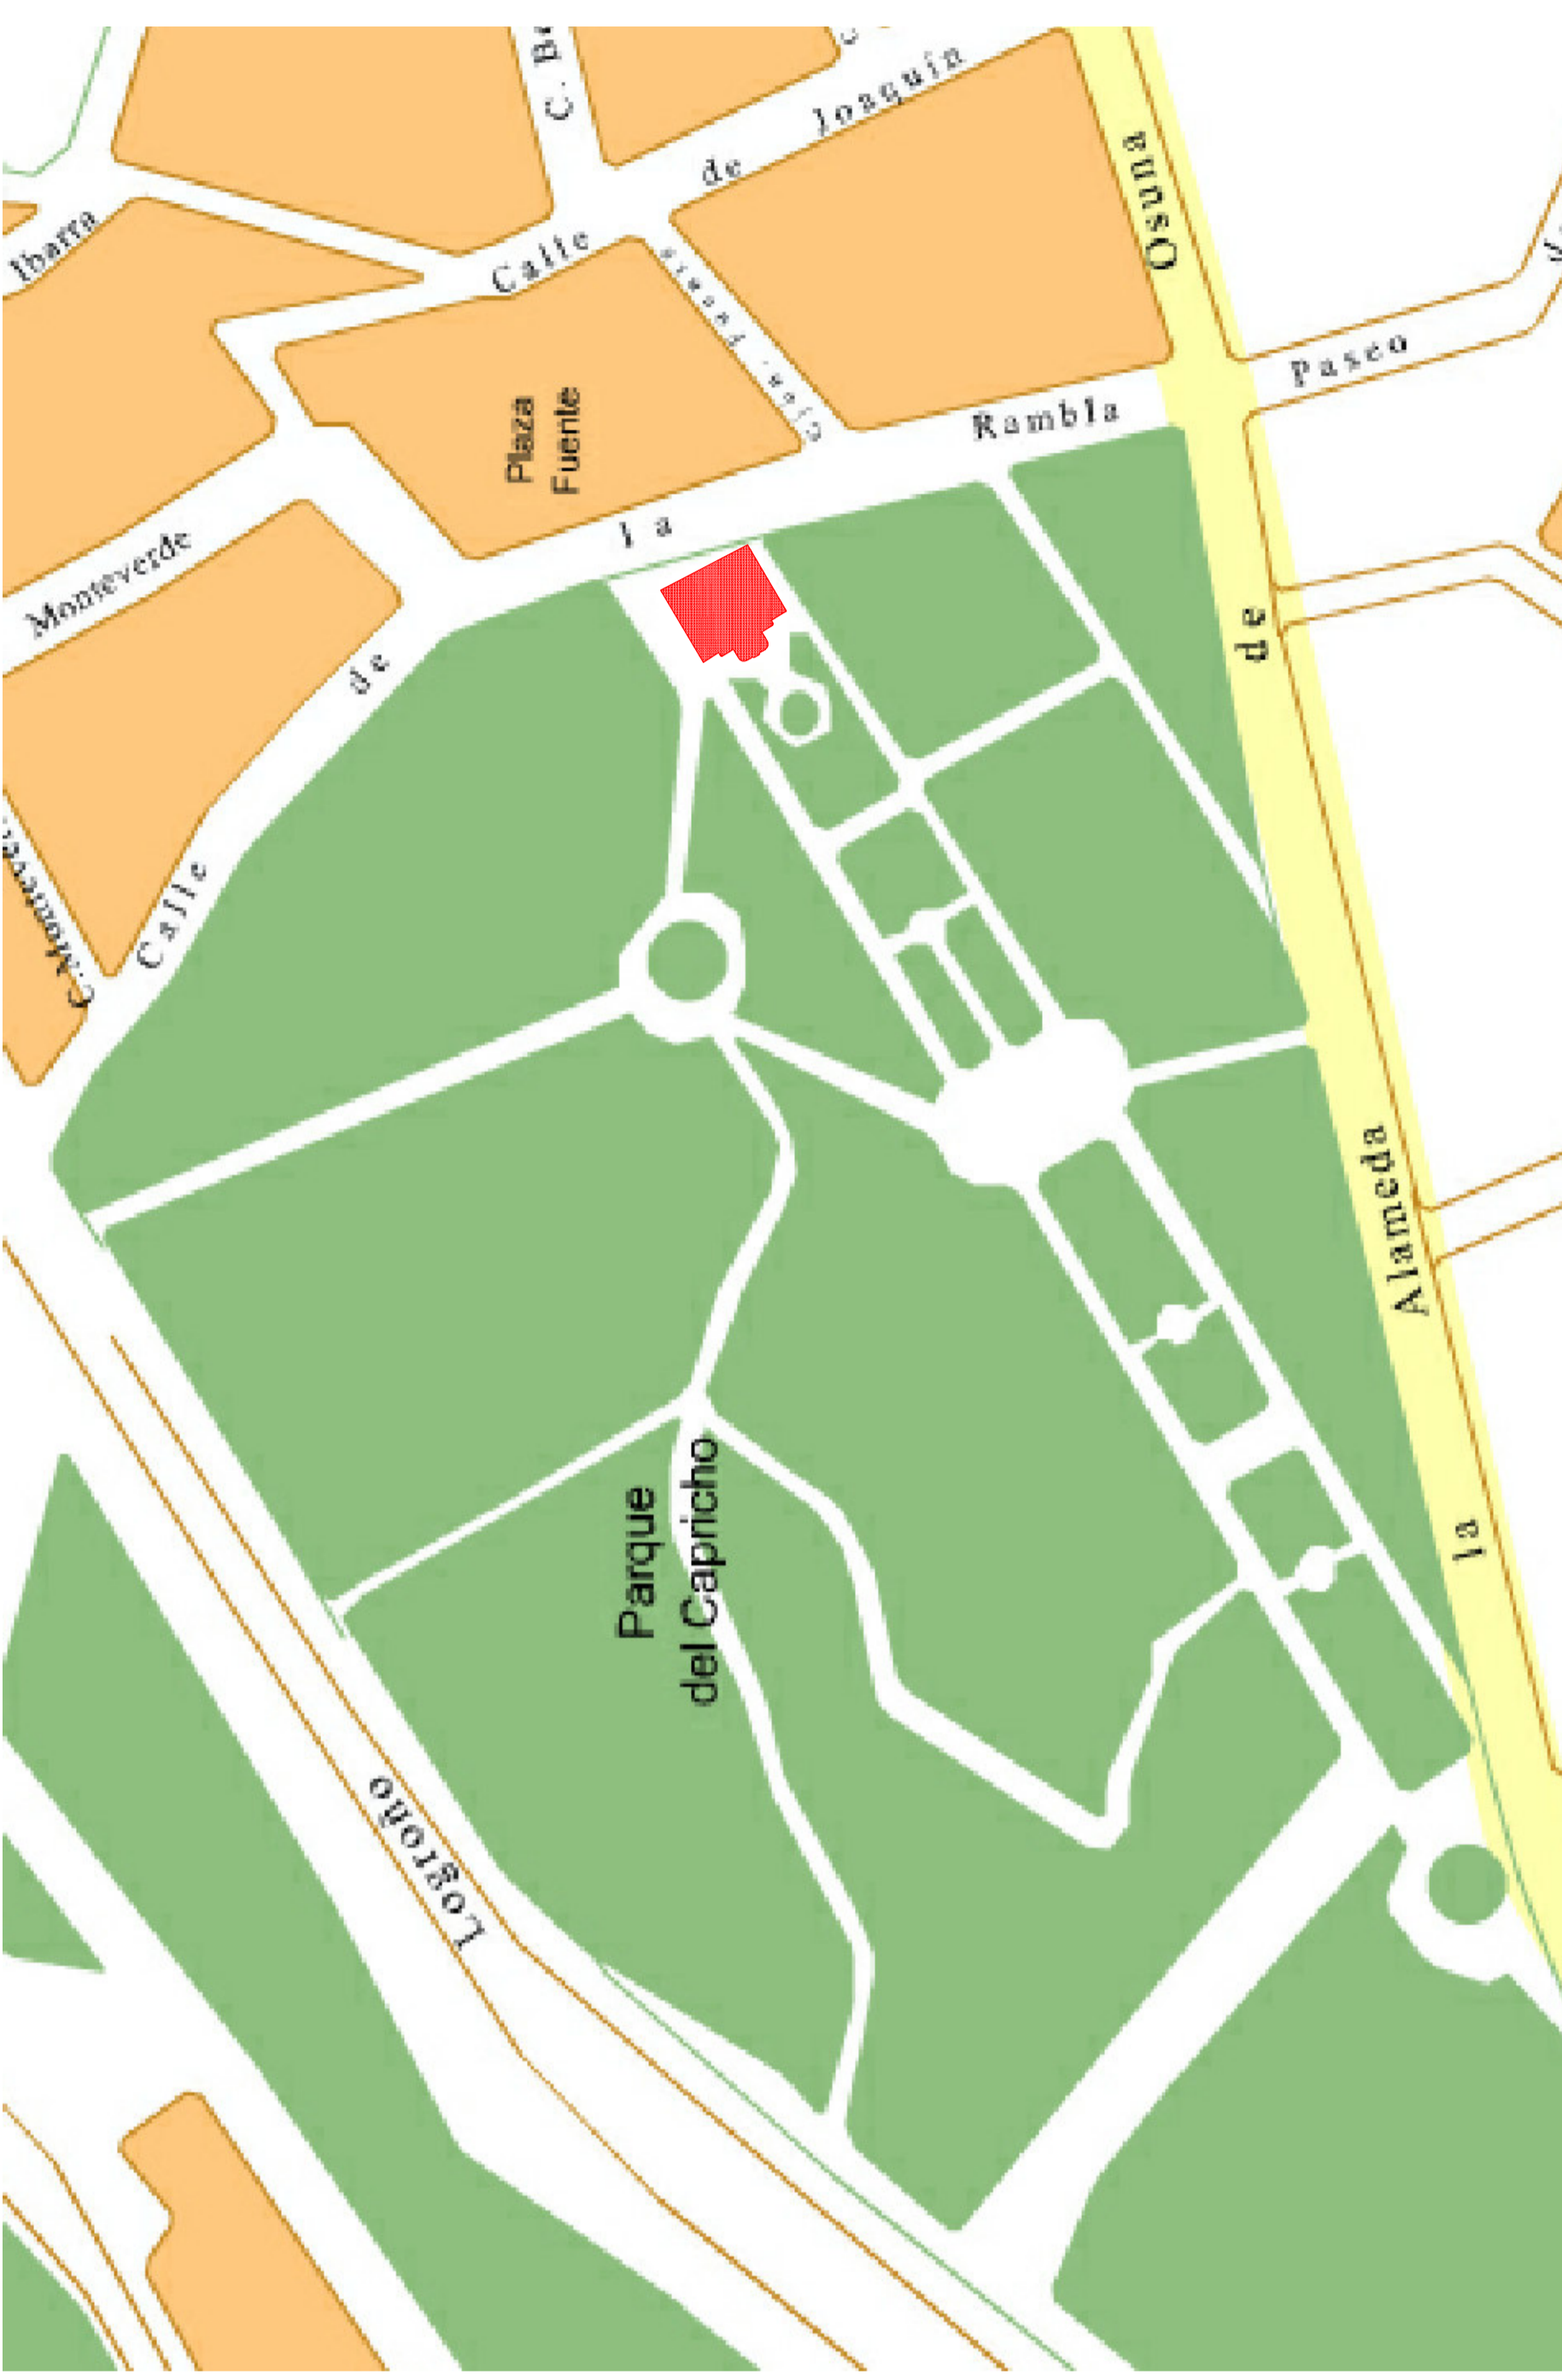 C. B
Joaquín
de
Calle
Ibarra
Osuna
Paseo
Rambla
Plaza
Fuente
la
Monteverde
de
de
Calle
Alameda
la
Parque
del Capricho
Logroño